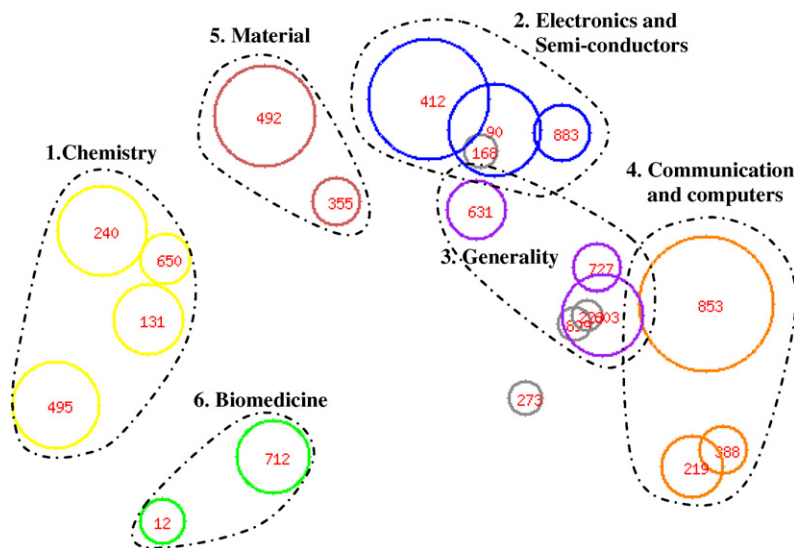 2. Electronics and
Semi-conductors
5. Material
412
492
90
883
168
1.Chemistry
4. Communication
and computers
355
631
240
3. Generality
650
727
131
853
273
495
6. Biomedicine
712
388
219
12